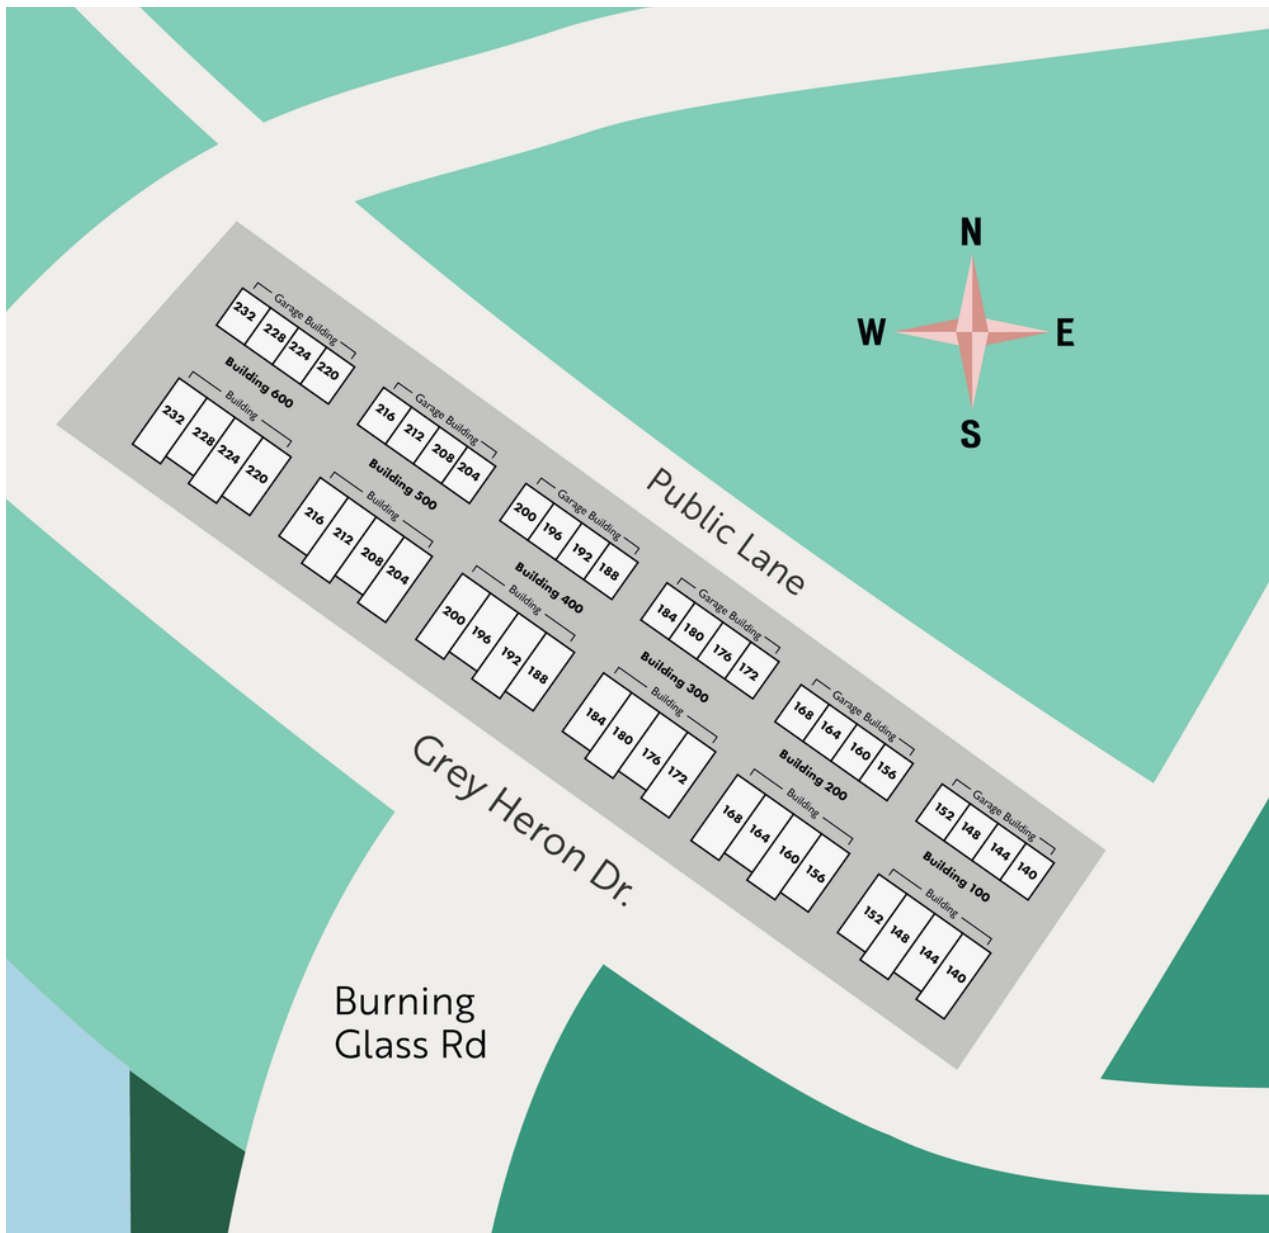 N
W
E
S
Garage Building
232
228
224
220
Building 600
Building
232
228
224
220
Garage Building
216
212
208
204
Building 500
Building
216
212
208
204
Garage Building
200
196
192
188
Building 400
Building
200
196
192
188
Public Lane
Garage Building
184
180
176
172
Building 300
Building
184
180
176
172
Garage Building
168
164
160
156
Building 200
Building
168
164
160
156
Garage Building
152
148
144
140
Building 100
Building
152
148
144
140
Grey Heron Dr.
Burning
Glass Rd